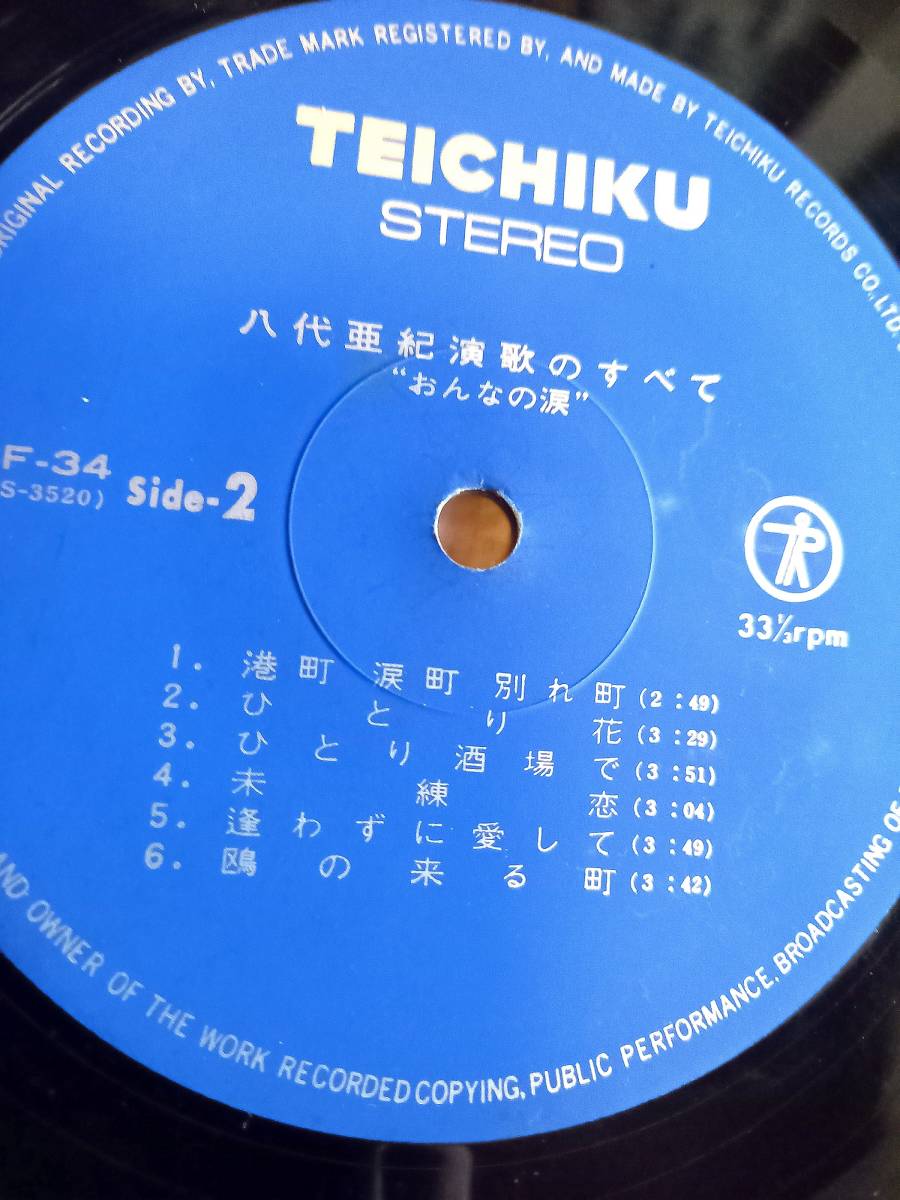 ORIGINAL RECORDING BY, TRADE MARK REGISTERED BY, AND MADE BY TEICHIKU RECORDS CO., LTD.
TEICHIKU
STEREO
八代亜紀演歌のすべて
“おんなの涙”
F-34
S-3520)
Side-2
33⅓rpm
1. 港町 涙町 別れ町 (2:49)
2. ひとり花 (3:29)
3. ひとり酒場で (3:51)
4. 未練恋 (3:04)
5. 逢わずに愛して (3:49)
6. 鴎の来る町 (3:42)
AND OWNER OF THE WORK RECORDED COPYING, PUBLIC PERFORMANCE, BROADCASTING OF